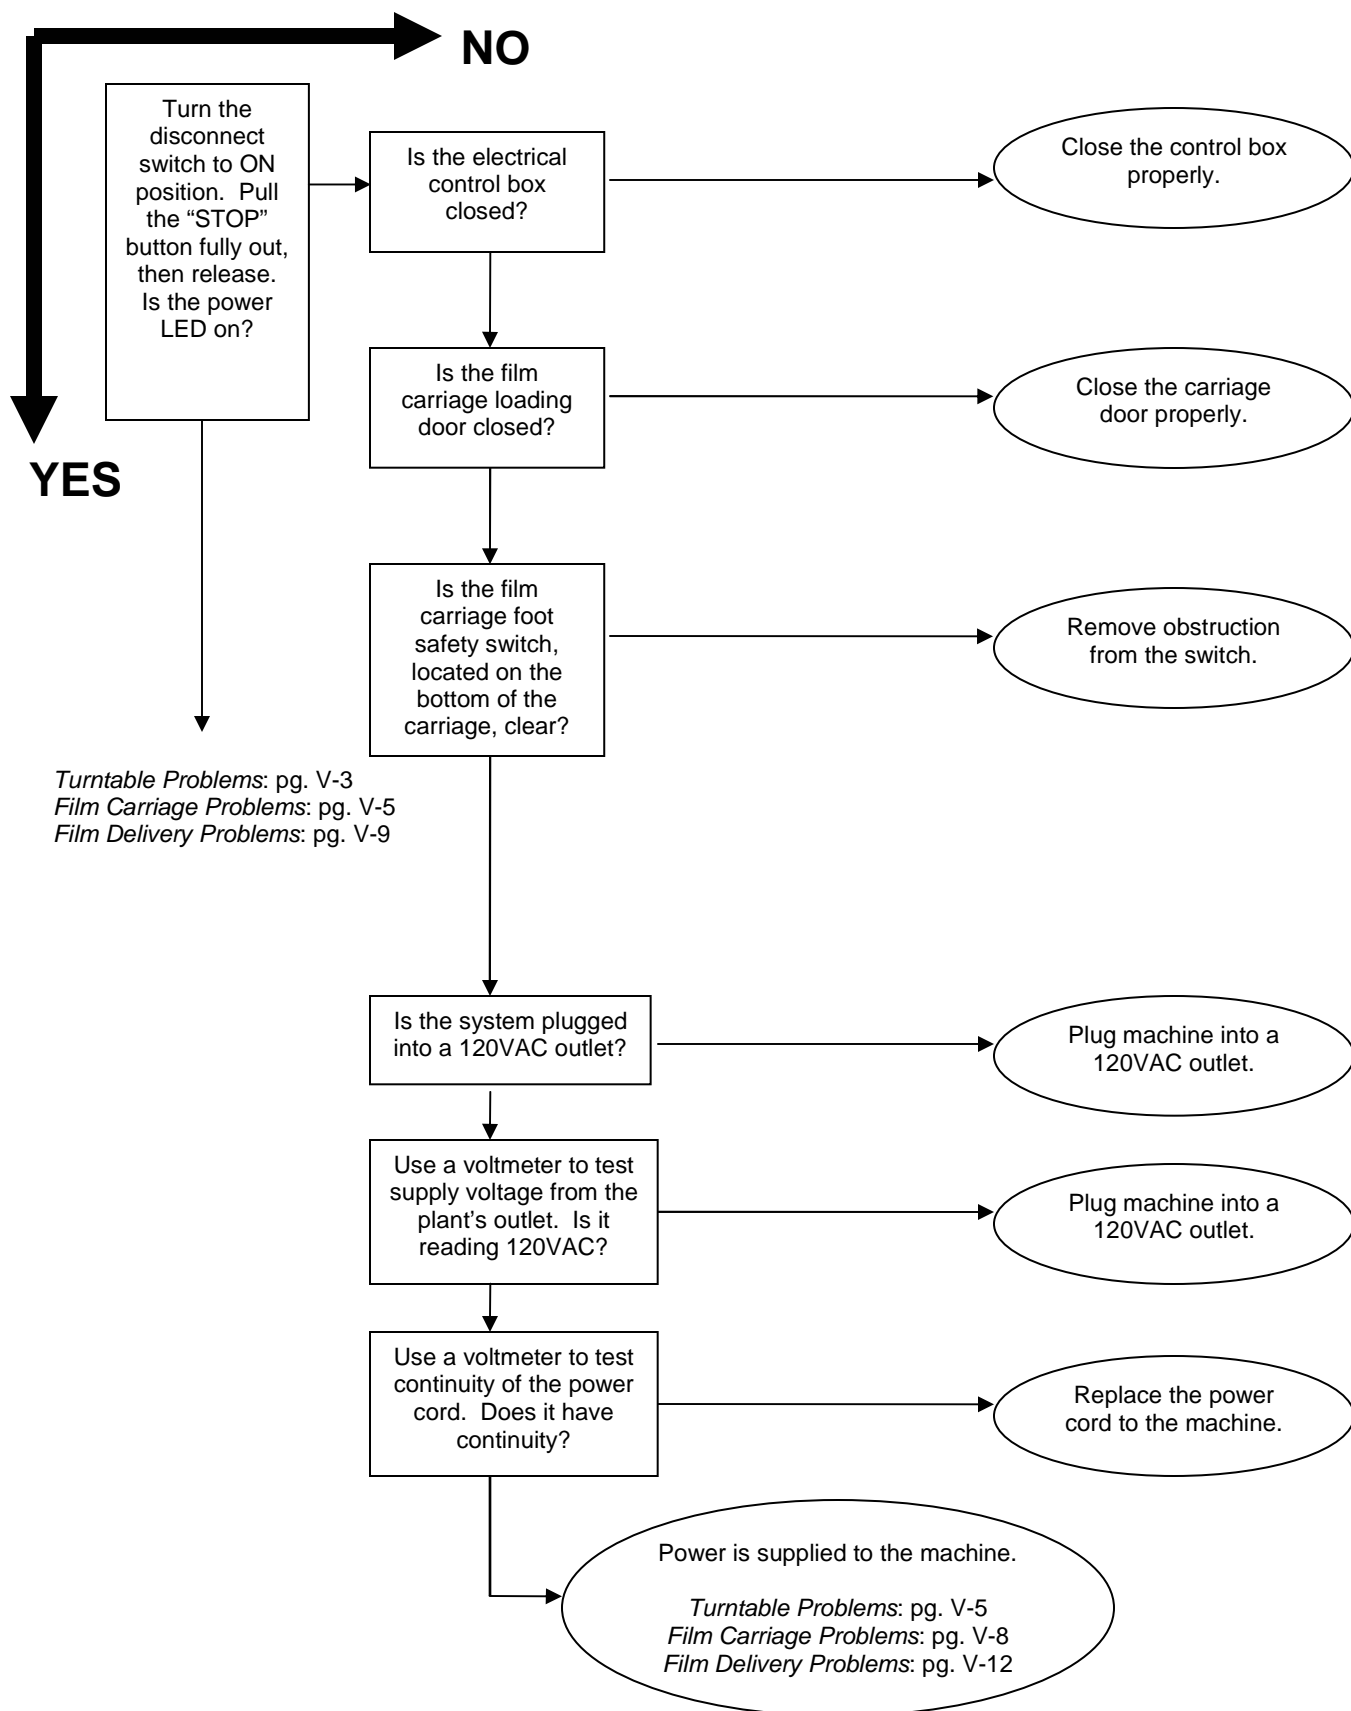 NO
YES
Turn the
disconnect
switch to ON
position. Pull
the “STOP”
button fully out,
then release.
Is the power
LED on?
Is the electrical
control box
closed?
Close the control box
properly.
Is the film
carriage loading
door closed?
Close the carriage
door properly.
Is the film
carriage foot
safety switch,
located on the
bottom of the
carriage, clear?
Remove obstruction
from the switch.
Turntable Problems: pg. V-3
Film Carriage Problems: pg. V-5
Film Delivery Problems: pg. V-9
Is the system plugged
into a 120VAC outlet?
Plug machine into a
120VAC outlet.
Use a voltmeter to test
supply voltage from the
plant’s outlet. Is it
reading 120VAC?
Plug machine into a
120VAC outlet.
Use a voltmeter to test
continuity of the power
cord. Does it have
continuity?
Replace the power
cord to the machine.
Power is supplied to the machine.
Turntable Problems: pg. V-5
Film Carriage Problems: pg. V-8
Film Delivery Problems: pg. V-12